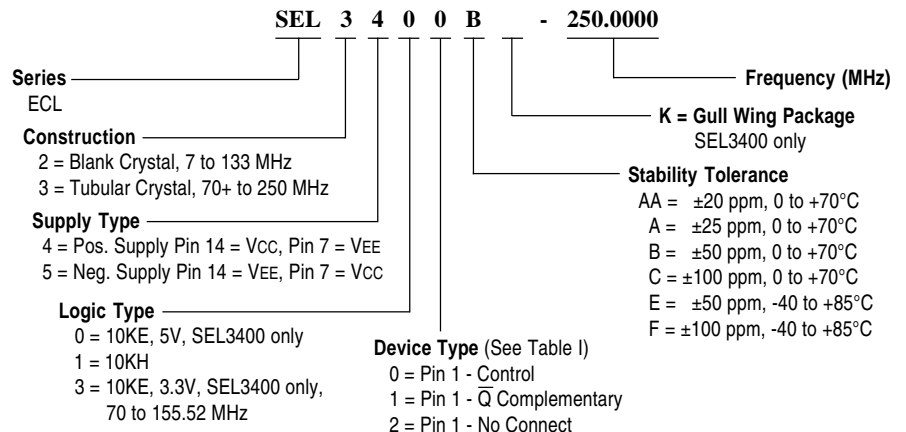 SEL 3 4 0 0 B - 250.0000
Series
ECL
Frequency (MHz)
K = Gull Wing Package
SEL3400 only
Construction
2 = Blank Crystal, 7 to 133 MHz
3 = Tubular Crystal, 70+ to 250 MHz
Stability Tolerance
AA = ±20 ppm, 0 to +70°C
A = ±25 ppm, 0 to +70°C
B = ±50 ppm, 0 to +70°C
C = ±100 ppm, 0 to +70°C
E = ±50 ppm, -40 to +85°C
F = ±100 ppm, -40 to +85°C
Supply Type
4 = Pos. Supply Pin 14 = VCC, Pin 7 = VEE
5 = Neg. Supply Pin 14 = VEE, Pin 7 = VCC
Logic Type
0 = 10KE, 5V, SEL3400 only
1 = 10KH
3 = 10KE, 3.3V, SEL3400 only,
70 to 155.52 MHz
Device Type (See Table I)
0 = Pin 1 - Control
1 = Pin 1 - Q̅ Complementary
2 = Pin 1 - No Connect